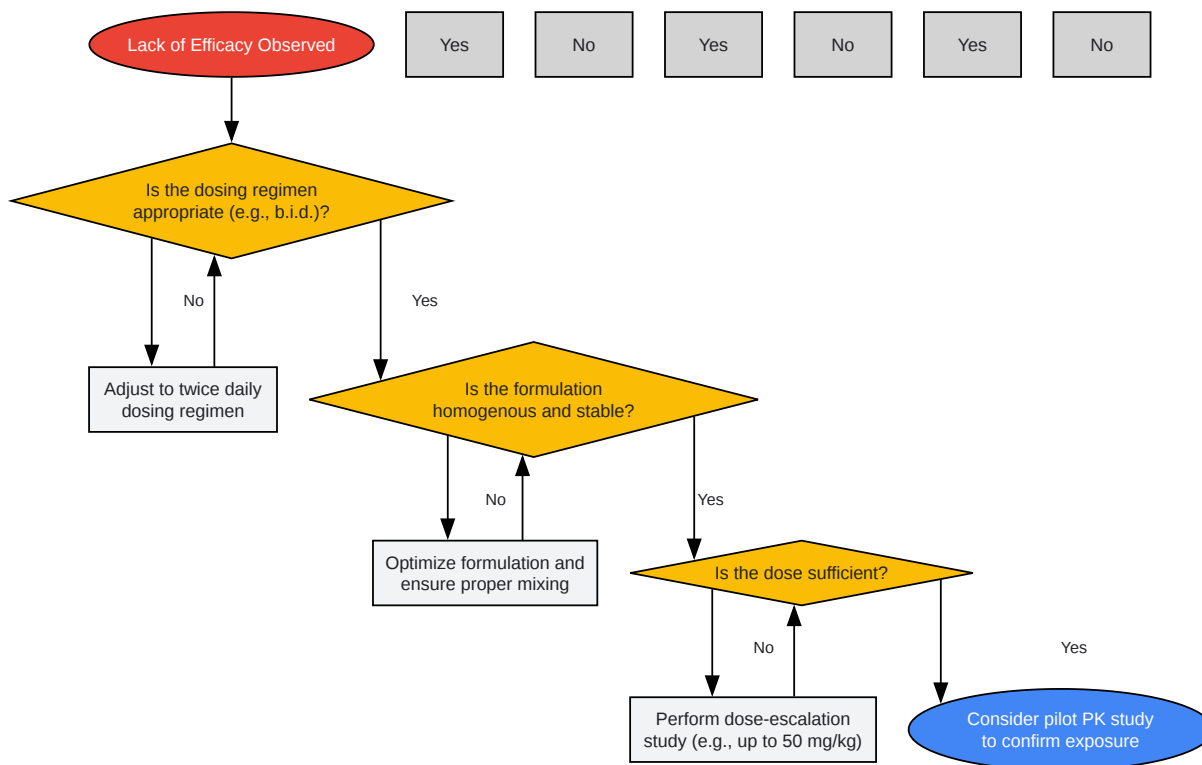 Lack of Efficacy Observed
Yes
No
Yes
No
Yes
No
Is the dosing regimen
appropriate (e.g., b.i.d.)?
No
Yes
Adjust to twice daily
dosing regimen
Is the formulation
homogenous and stable?
No
Yes
Optimize formulation and
ensure proper mixing
Is the dose sufficient?
No
Yes
Perform dose-escalation
study (e.g., up to 50 mg/kg)
Consider pilot PK study
to confirm exposure